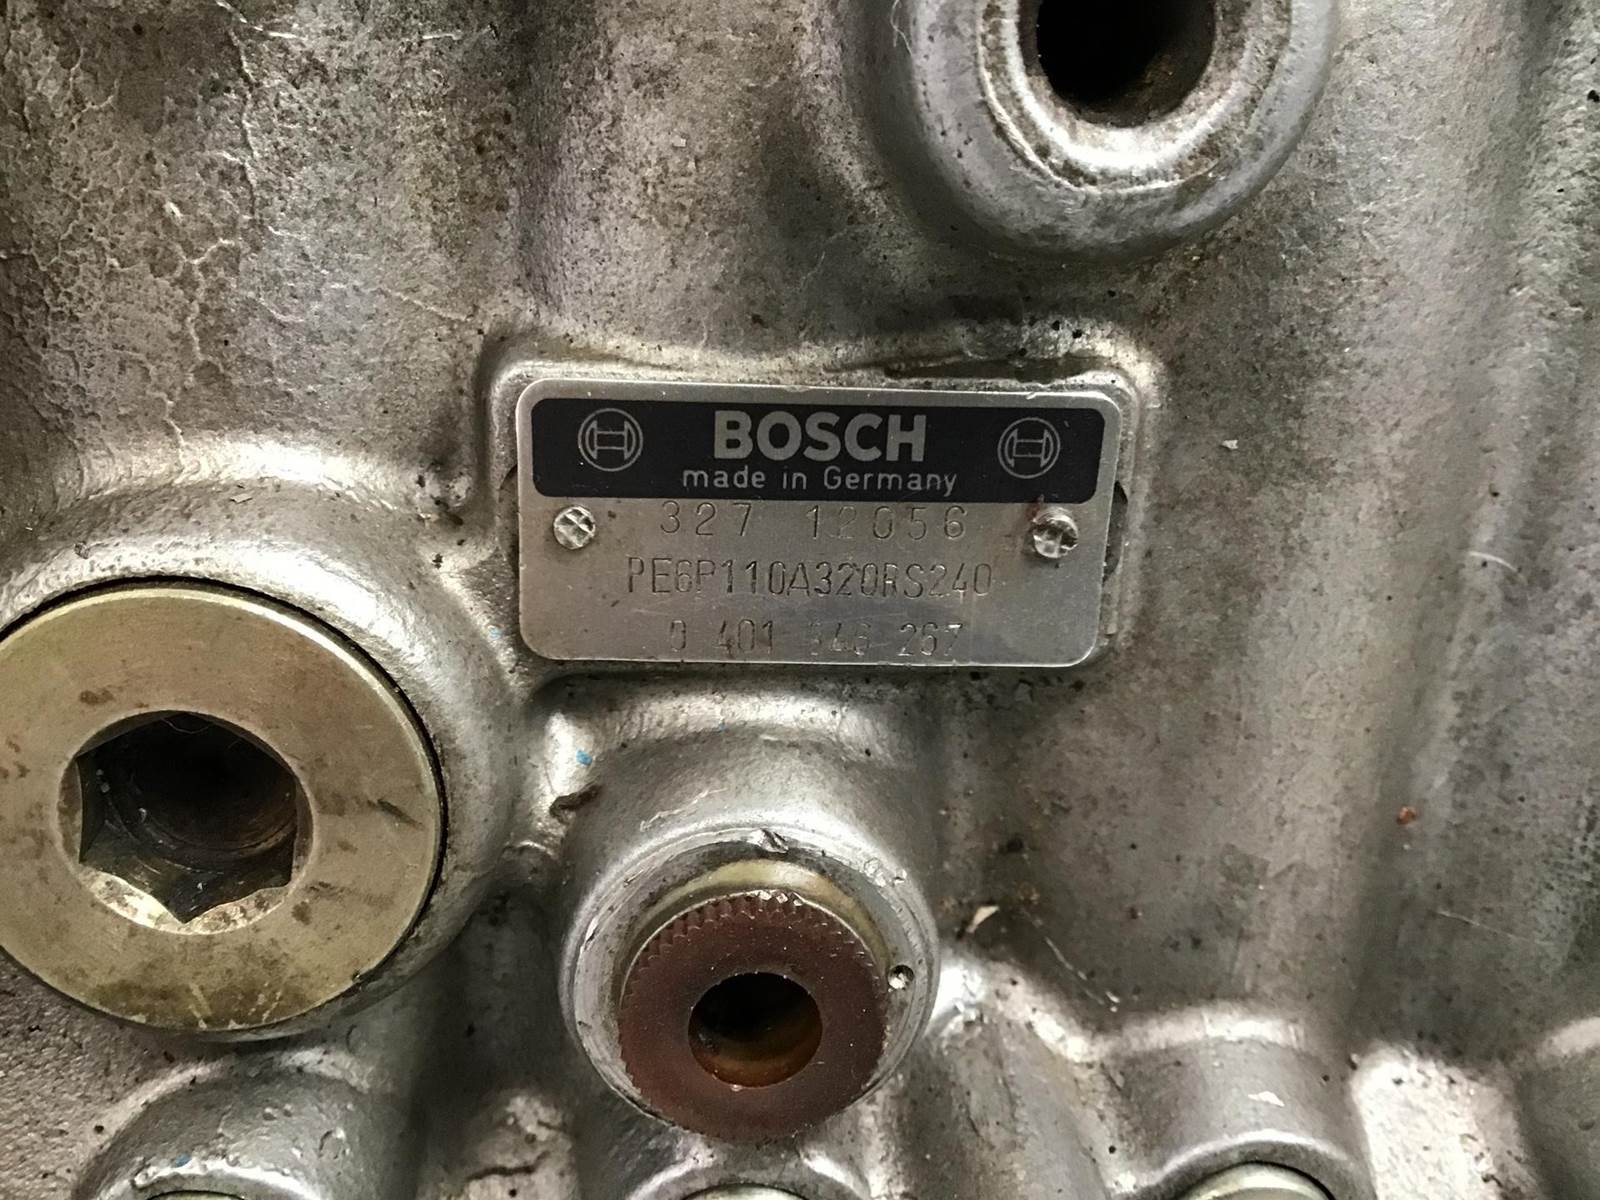 BOSCH
made in Germany
327 12056
PE6P110A320RS240
0 401 846 267